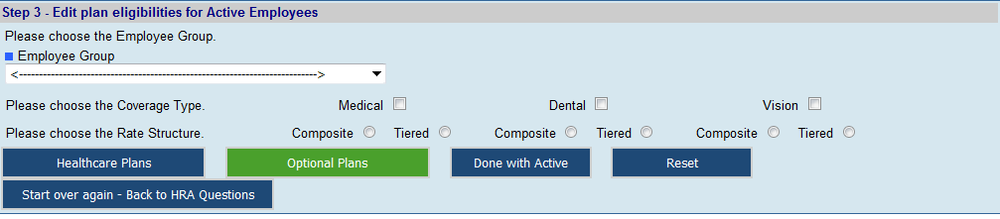 Step 3 - Edit plan eligibilities for Active Employees
Please choose the Employee Group.
Employee Group
<--------------------------------------------------------------------------->
Please choose the Coverage Type. Medical Dental Vision
Please choose the Rate Structure. Composite Tiered Composite Tiered Composite Tiered
Healthcare Plans Optional Plans Done with Active Reset
Start over again - Back to HRA Questions